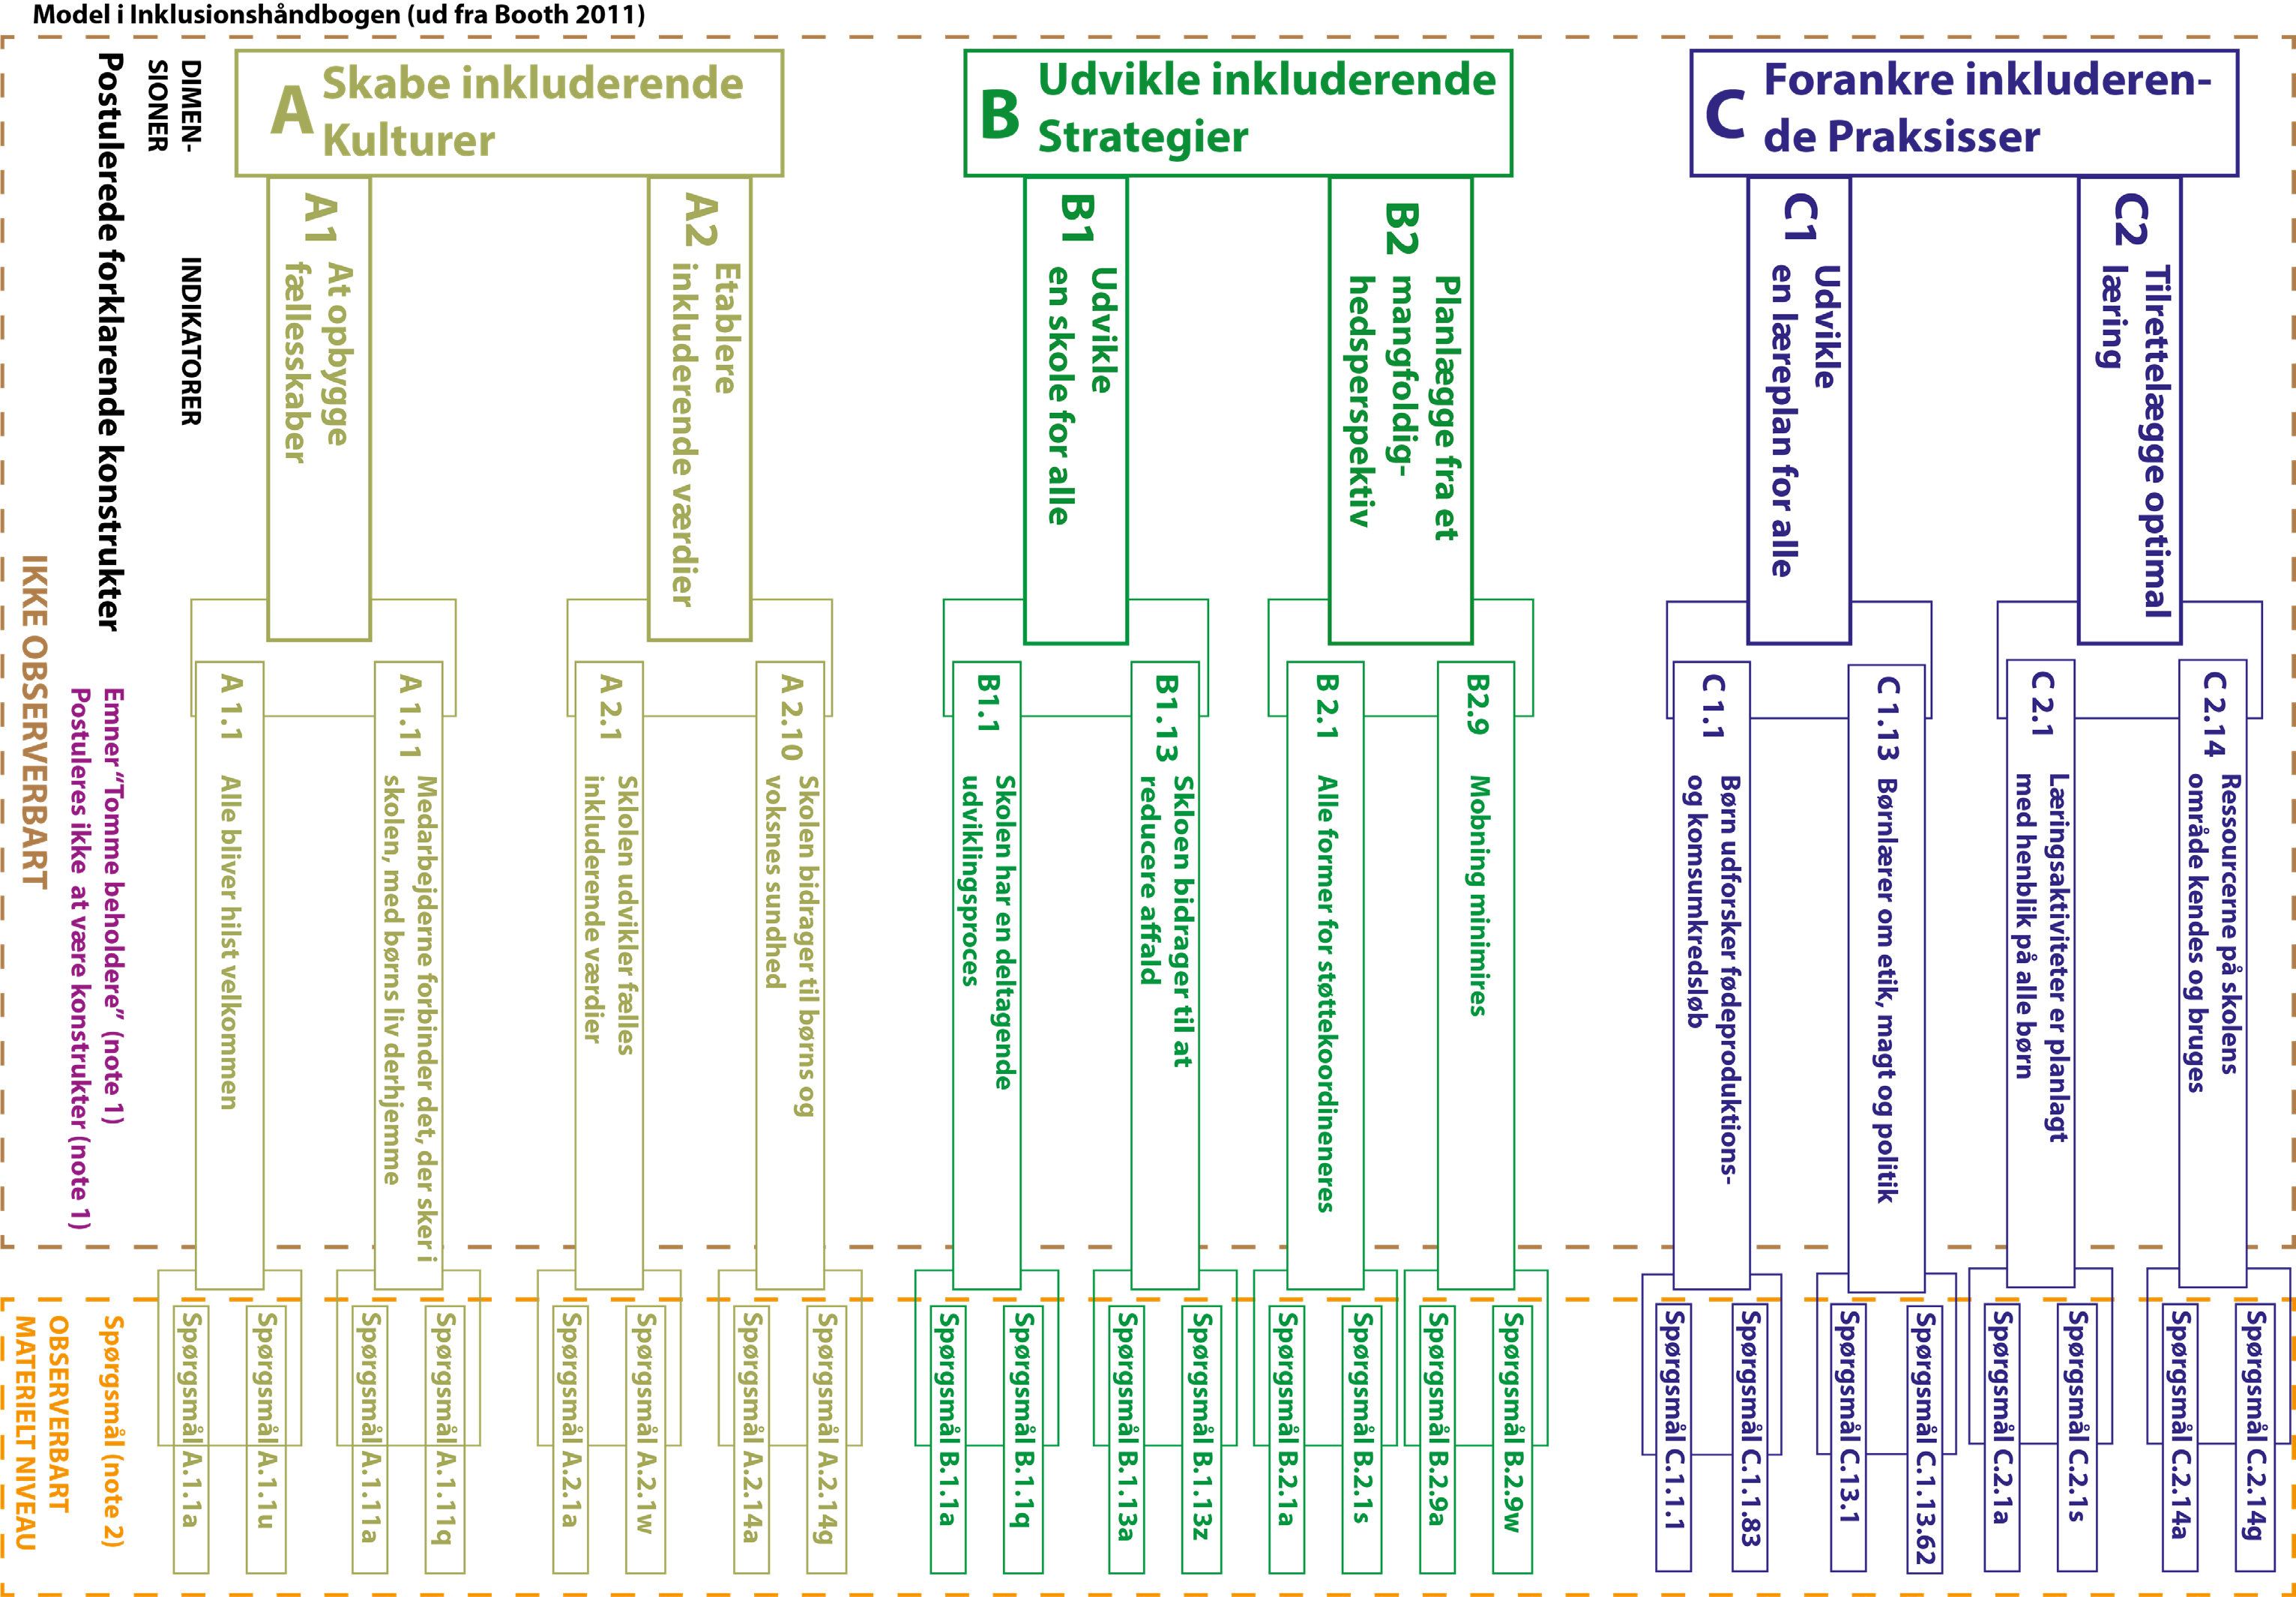 Model i Inklusionshåndbogen (ud fra Booth 2011)
Postulerede forklarende konstrukter
DIMEN-
SIONER
INDIKATORER
IKKE OBSERVERBART
Emner “Tomme beholdere” (note 1)
Postuleres ikke at være konstrukter (note 1)
Spørgsmål (note 2)
OBSERVERBART
MATERIELT NIVEAU
A Skabe inkluderende
Kulturer
A1 At opbygge
fællesskaber
A2 Etablere
inkluderende værdier
A 1.1 Alle bliver hilst velkommen
A 1.11 Medarbejderne forbinder det, der sker i
skolen, med børns liv derhjemme
A 2.1 Sklolen udvikler fælles
inkluderende værdier
A 2.10 Skolen bidrager til børns og
voksnes sundhed
Spørgsmål A.1.1a
Spørgsmål A.1.1u
Spørgsmål A.1.11a
Spørgsmål A.1.11q
Spørgsmål A.2.1a
Spørgsmål A.2.1w
Spørgsmål A.2.14a
Spørgsmål A.2.14g
B Udvikle inkluderende
Strategier
B1 Udvikle
en skole for alle
B2 Planlægge fra et
mangfoldig-
hedsperspektiv
B1.1 Skolen har en deltagende
udviklingsproces
B1.13 Skloen bidrager til at
reducere affald
B 2.1 Alle former for støttekoordineneres
B2.9 Mobning minimires
Spørgsmål B.1.1a
Spørgsmål B.1.1q
Spørgsmål B.1.13a
Spørgsmål B.1.13z
Spørgsmål B.2.1a
Spørgsmål B.2.1s
Spørgsmål B.2.9a
Spørgsmål B.2.9w
C Forankre inkluderen-
de Praksisser
C1 Udvikle
en læreplan for alle
C2 Tilrettelægge optimal
læring
C 1.1 Børn udforsker fødeproduktions-
og komsumkredsløb
C 1.13 Børnlærer om etik, magt og politik
C 2.1 Læringsaktiviteter er planlagt
med henblik på alle børn
C 2.14 Ressourcerne på skolens
område kendes og bruges
Spørgsmål C.1.1.1
Spørgsmål C.1.1.83
Spørgsmål C.13.1
Spørgsmål C.1.13.62
Spørgsmål C.2.1a
Spørgsmål C.2.1s
Spørgsmål C.2.14a
Spørgsmål C.2.14g